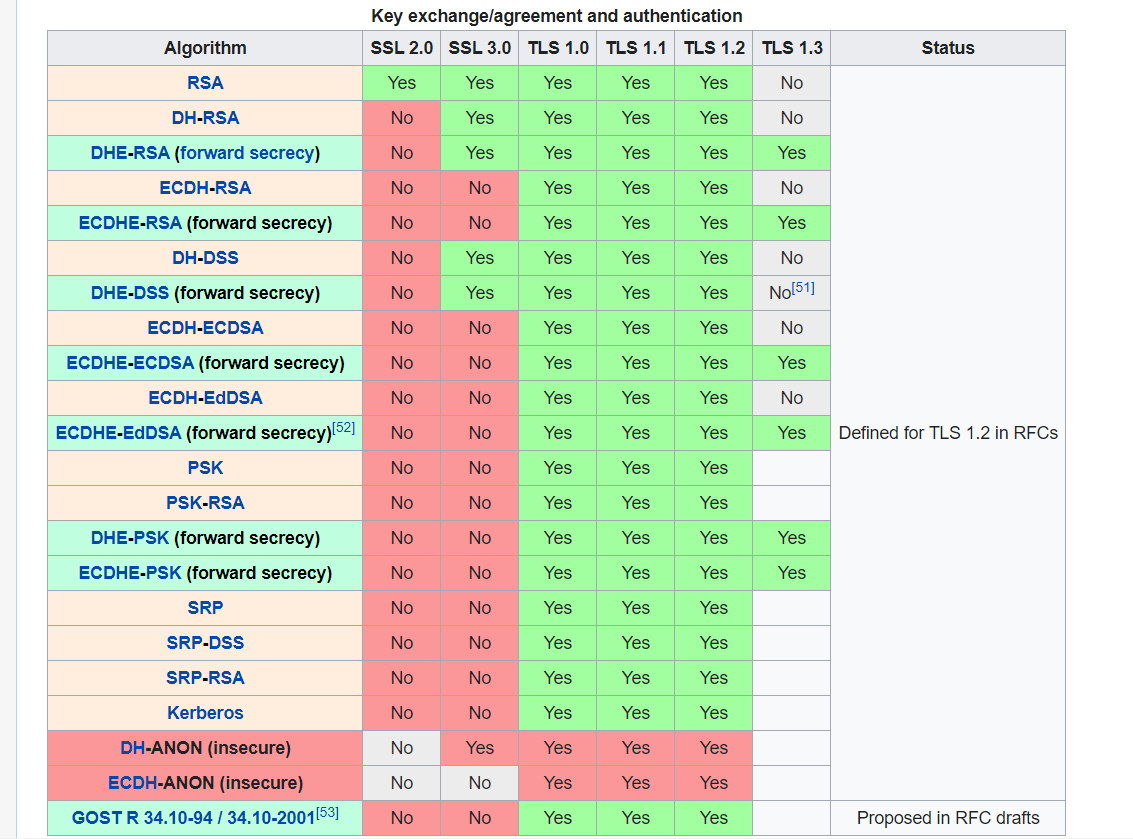 Key exchange/agreement and authentication
Algorithm SSL 2.0 SSL 3.0 TLS 1.0 TLS 1.1 TLS 1.2 TLS 1.3 Status
RSA Yes Yes Yes Yes Yes No
DH-RSA No Yes Yes Yes Yes No
DHE-RSA (forward secrecy) No Yes Yes Yes Yes Yes
ECDH-RSA No No Yes Yes Yes No
ECDHE-RSA (forward secrecy) No No Yes Yes Yes Yes
DH-DSS No Yes Yes Yes Yes No
DHE-DSS (forward secrecy) No Yes Yes Yes Yes No[51]
ECDH-ECDSA No No Yes Yes Yes No
ECDHE-ECDSA (forward secrecy) No No Yes Yes Yes Yes
ECDH-EdDSA No No Yes Yes Yes No
ECDHE-EdDSA (forward secrecy)[52] No No Yes Yes Yes Yes Defined for TLS 1.2 in RFCs
PSK No No Yes Yes Yes
PSK-RSA No No Yes Yes Yes
DHE-PSK (forward secrecy) No No Yes Yes Yes Yes
ECDHE-PSK (forward secrecy) No No Yes Yes Yes Yes
SRP No No Yes Yes Yes
SRP-DSS No No Yes Yes Yes
SRP-RSA No No Yes Yes Yes
Kerberos No No Yes Yes Yes
DH-ANON (insecure) No Yes Yes Yes Yes
ECDH-ANON (insecure) No No Yes Yes Yes
GOST R 34.10-94 / 34.10-2001[53] No No Yes Yes Yes Proposed in RFC drafts